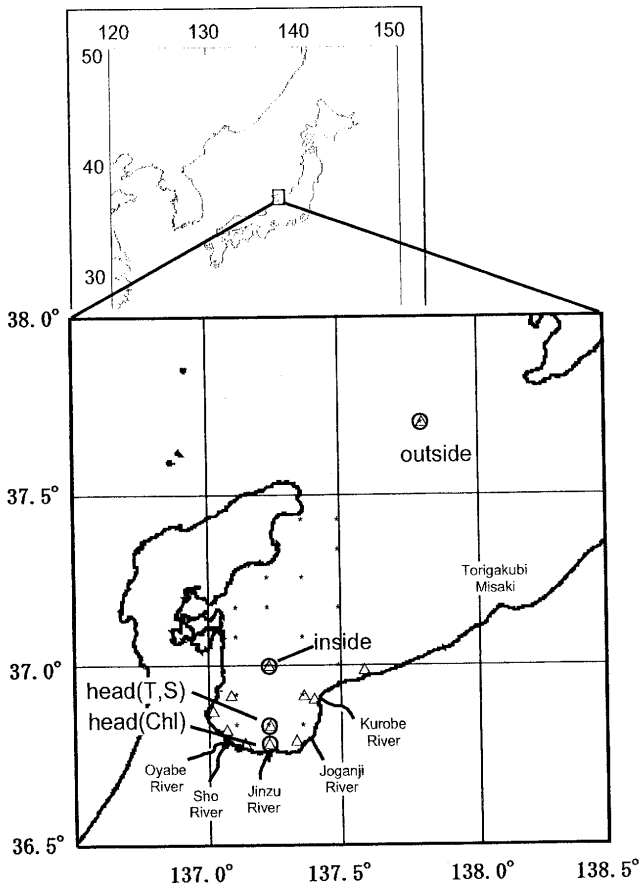 120 130 140 150
50
40
30
38.0°
outside
37.5°
Torigakubi
Misaki
inside
37.0°
head(T,S)
head(Chl)
Kurobe
River
Oyabe
River
Sho
River
Jinzu
River
Joganji
River
36.5°
137.0° 137.5° 138.0° 138.5°